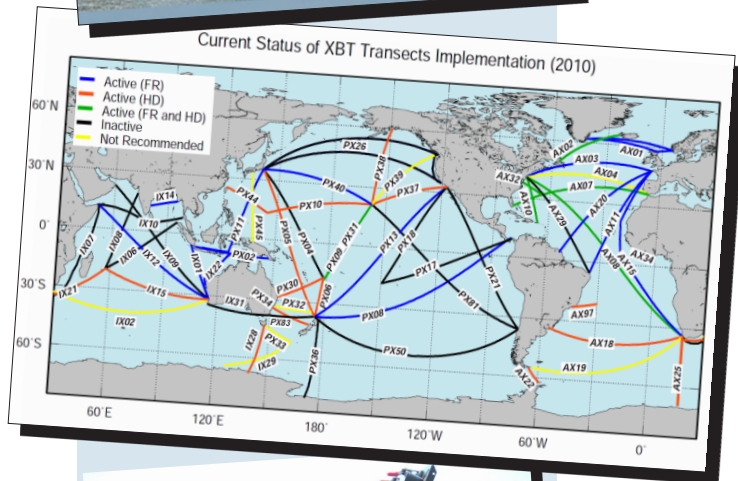 Current Status of XBT Transects Implementation (2010)
Active (FR)
Active (HD)
Active (FR and HD)
Inactive
Not Recommended
60°N
30°N
0°
30°S
60°S
60°E
120°E
180°
120°W
60°W
0°
PX26
PX38
PX40
PX39
PX37
PX10
PX44
PX45
PX17
PX05
PX04
PX31
PX09
PX13
PX18
PX02
PX17
PX21
PX30
PX06
PX34
PX32
PX83
PX33
PX08
PX81
PX50
PX36
IX14
IX10
IX07
IX08
IX06
IX12
IX09
IX01
IX22
IX21
IX15
IX02
IX31
IX28
IX29
AX02
AX01
AX03
AX04
AX32
AX07
AX10
AX29
AX20
AX11
AX34
AX08
AX15
AX97
AX18
AX19
AX22
AX25